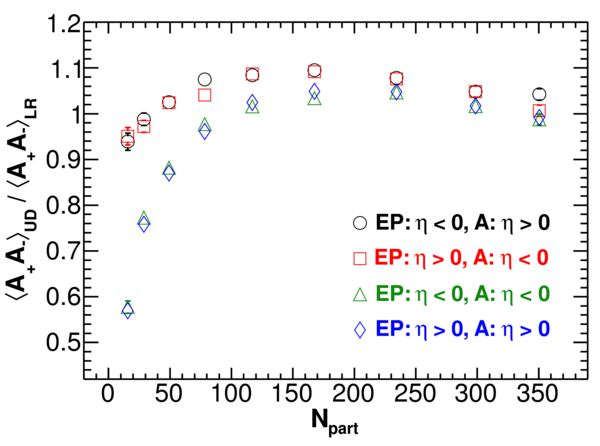 ⟨A₊A₋⟩UD / ⟨A₊A₋⟩LR
1.2
1.1
1
0.9
0.8
0.7
0.6
0.5
EP: η < 0, A: η > 0
EP: η > 0, A: η < 0
EP: η < 0, A: η < 0
EP: η > 0, A: η > 0
0 50 100 150 200 250 300 350
Npart